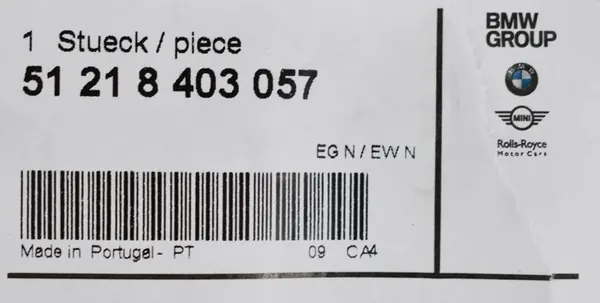 1 Stueck / piece
51 21 8 403 057
EG N / EW N
Made in Portugal - PT 09 CA4
BMW
GROUP
BMW
MINI
Rolls-Royce
Motor Cars